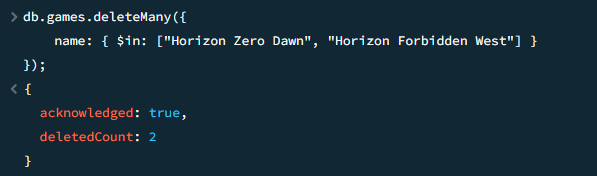 > db.games.deleteMany({
name: { $in: ["Horizon Zero Dawn", "Horizon Forbidden West"] }
});
< {
acknowledged: true,
deletedCount: 2
}